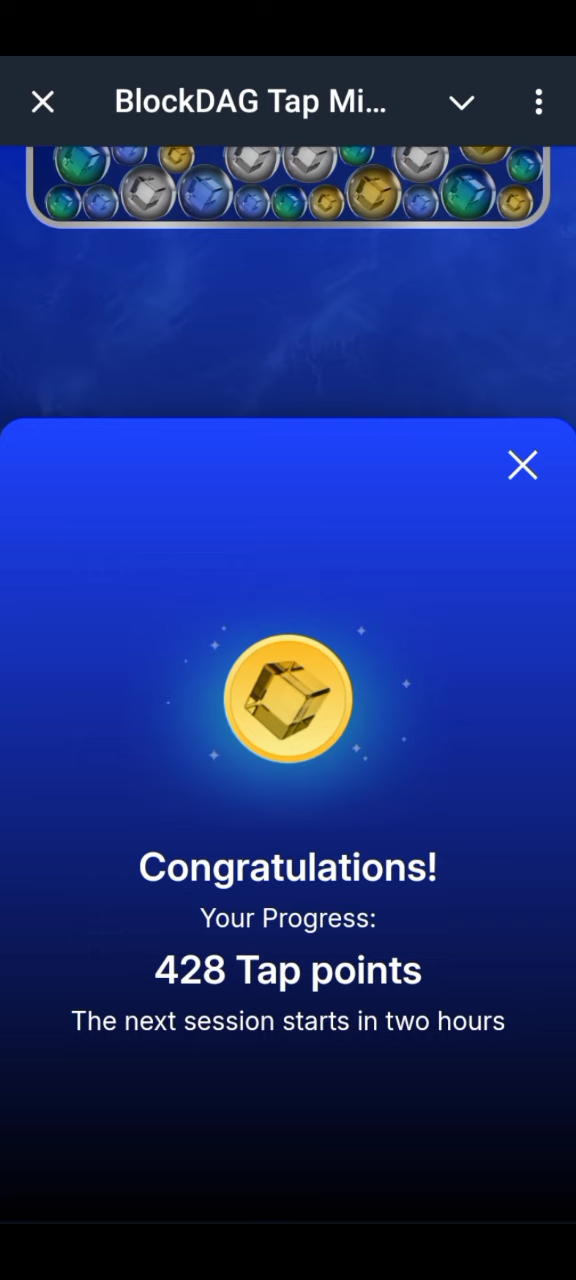 BlockDAG Tap Mi...
Congratulations!
Your Progress:
428 Tap points
The next session starts in two hours